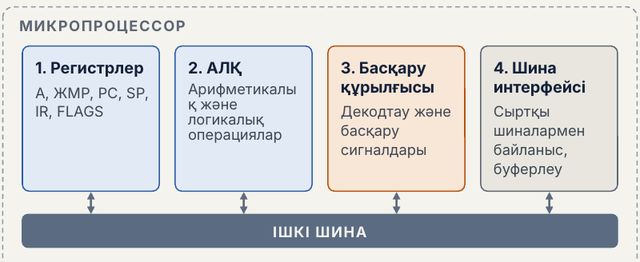 МИКРОПРОЦЕССОР
1. Регистрлер
А, ЖМР, PC, SP,
IR, FLAGS
2. АЛҚ
Арифметикалы
қ және
логикалық
операциялар
3. Басқару
құрылғысы
Декодтау және
басқару
сигналдары
4. Шина
интерфейсі
Сыртқы
шиналармен
байланыс,
буферлеу
ІШКІ ШИНА